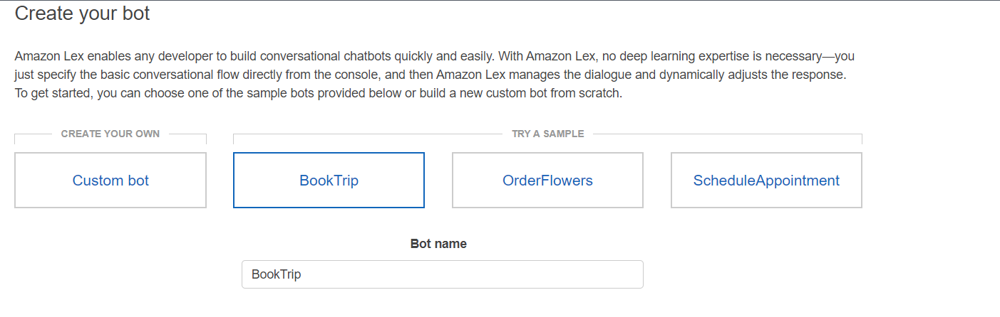 Create your bot
Amazon Lex enables any developer to build conversational chatbots quickly and easily. With Amazon Lex, no deep learning expertise is necessary—you
just specify the basic conversational flow directly from the console, and then Amazon Lex manages the dialogue and dynamically adjusts the response.
To get started, you can choose one of the sample bots provided below or build a new custom bot from scratch.
CREATE YOUR OWN
TRY A SAMPLE
Custom bot
BookTrip
OrderFlowers
ScheduleAppointment
Bot name
BookTrip